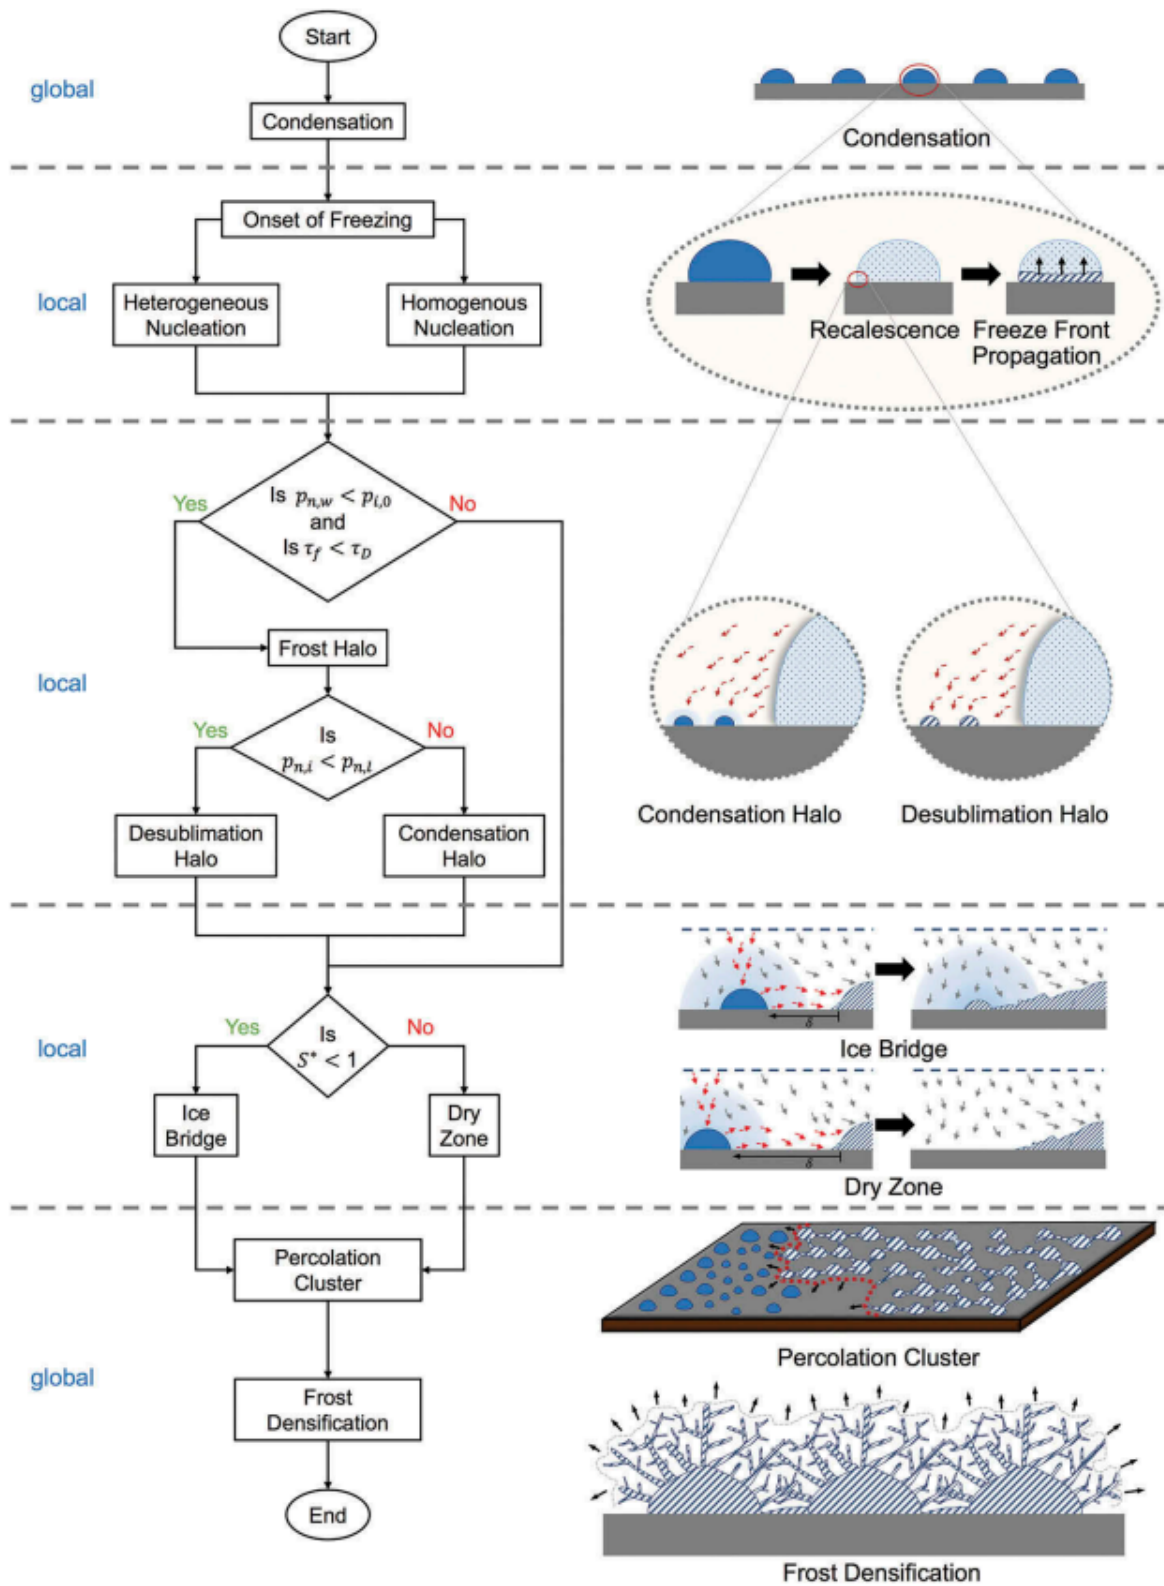 Start
global
Condensation
Condensation
Onset of Freezing
local
Heterogeneous
Nucleation
Homogenous
Nucleation
Recalescence
Freeze Front
Propagation
Is p_{n,w} < p_{i,0}
and
Is τ_f < τ_D
Yes
No
Frost Halo
local
Is
p_{n,i} < p_{n,l}
Yes
No
Desublimation
Halo
Condensation
Halo
Condensation Halo
Desublimation Halo
local
Is
S* < 1
Yes
No
Ice
Bridge
Dry
Zone
δ
Ice Bridge
δ
Dry Zone
Percolation
Cluster
Percolation Cluster
global
Frost
Densification
End
Frost Densification